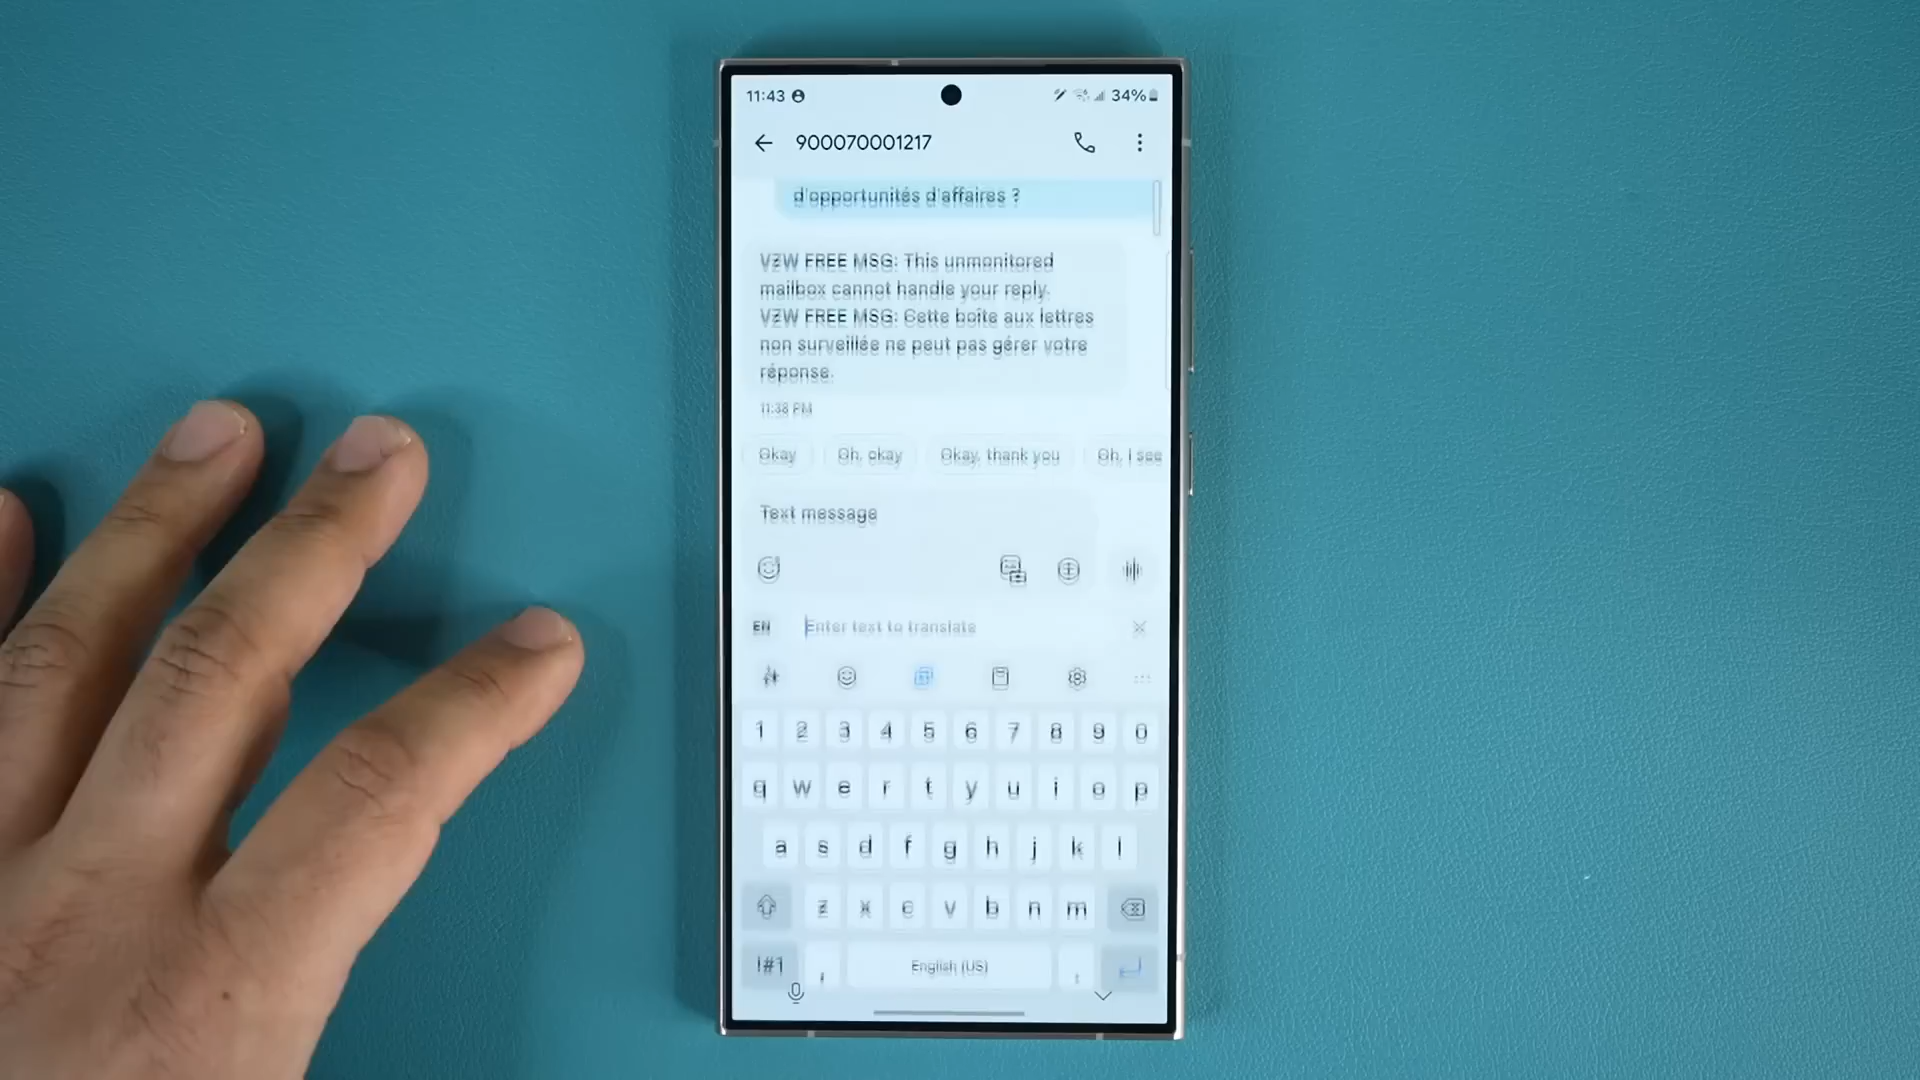 11:43 34%
900070001217
d'opportunités d'affaires ?
VZW FREE MSG: This unmonitored
mailbox cannot handle your reply.
VZW FREE MSG: Cette boîte aux lettres
non surveillée ne peut pas gérer votre
réponse.
11:38 PM
Okay Oh, okay Okay, thank you Oh, I see
Text message
EN Enter text to translate
1 2 3 4 5 6 7 8 9 0
q w e r t y u i o p
a s d f g h j k l
z x c v b n m
!#1 , English (US) .